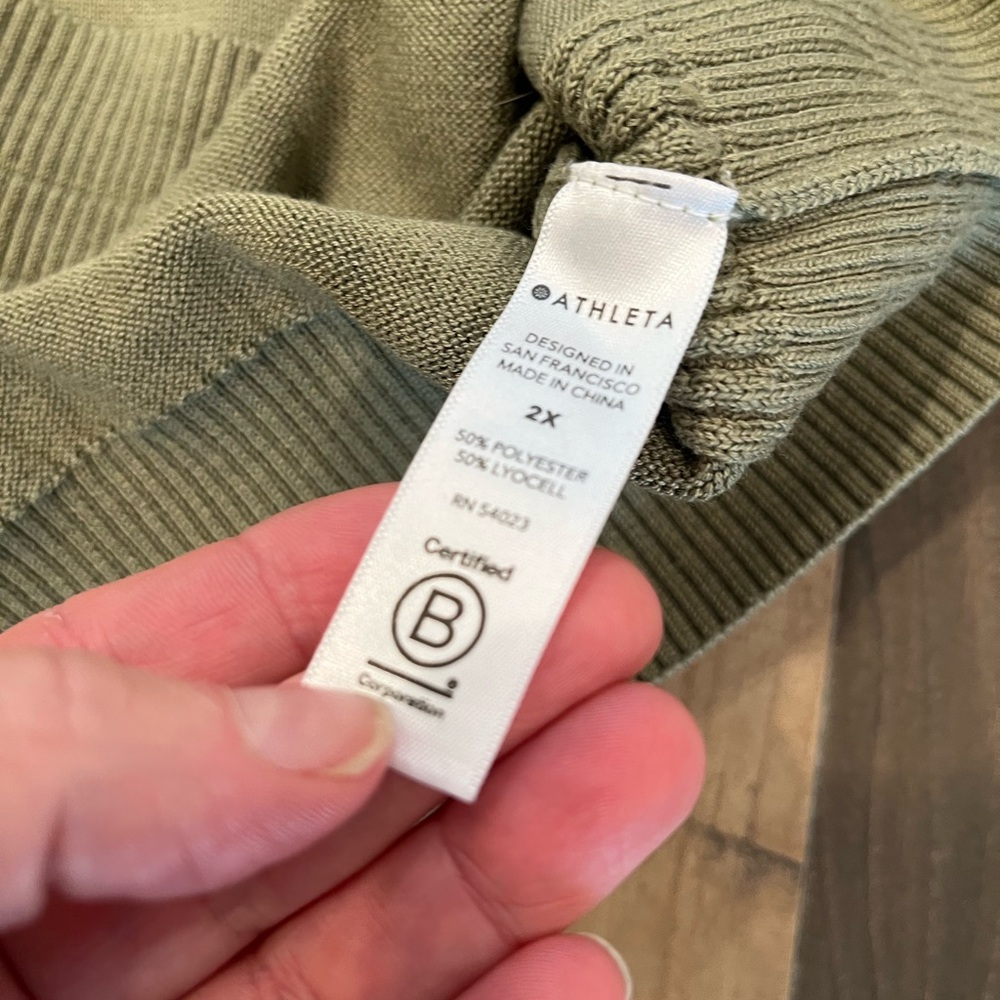 ATHLETA
DESIGNED IN
SAN FRANCISCO
MADE IN CHINA
2X
50% POLYESTER
50% LYOCELL
RN 54023
Certified
B
Corporation